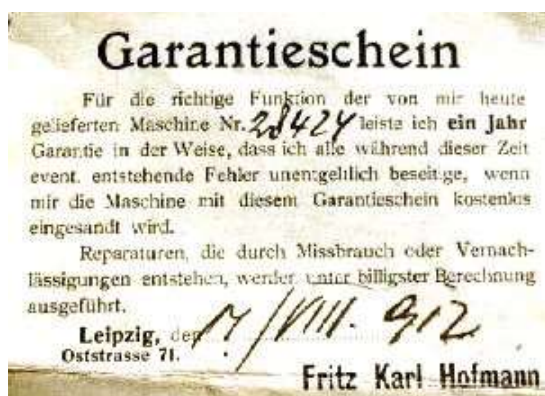 Garantieschein
Für die richtige Funktion der von mir heute
gelieferten Maschine Nr. 28424 leiste ich ein Jahr
Garantie in der Weise, dass ich alle während dieser Zeit
event. entstehende Fehler unentgeltlich beseitige, wenn
mir die Maschine mit diesem Garantieschein kostenlos
eingesandt wird.
Reparaturen, die durch Missbrauch oder Vernach-
lässigungen entstehen, werden unter billigster Berechnung
ausgeführt.
Leipzig, den /VIII. 912
Oststrasse 71.
Fritz Karl Hofmann